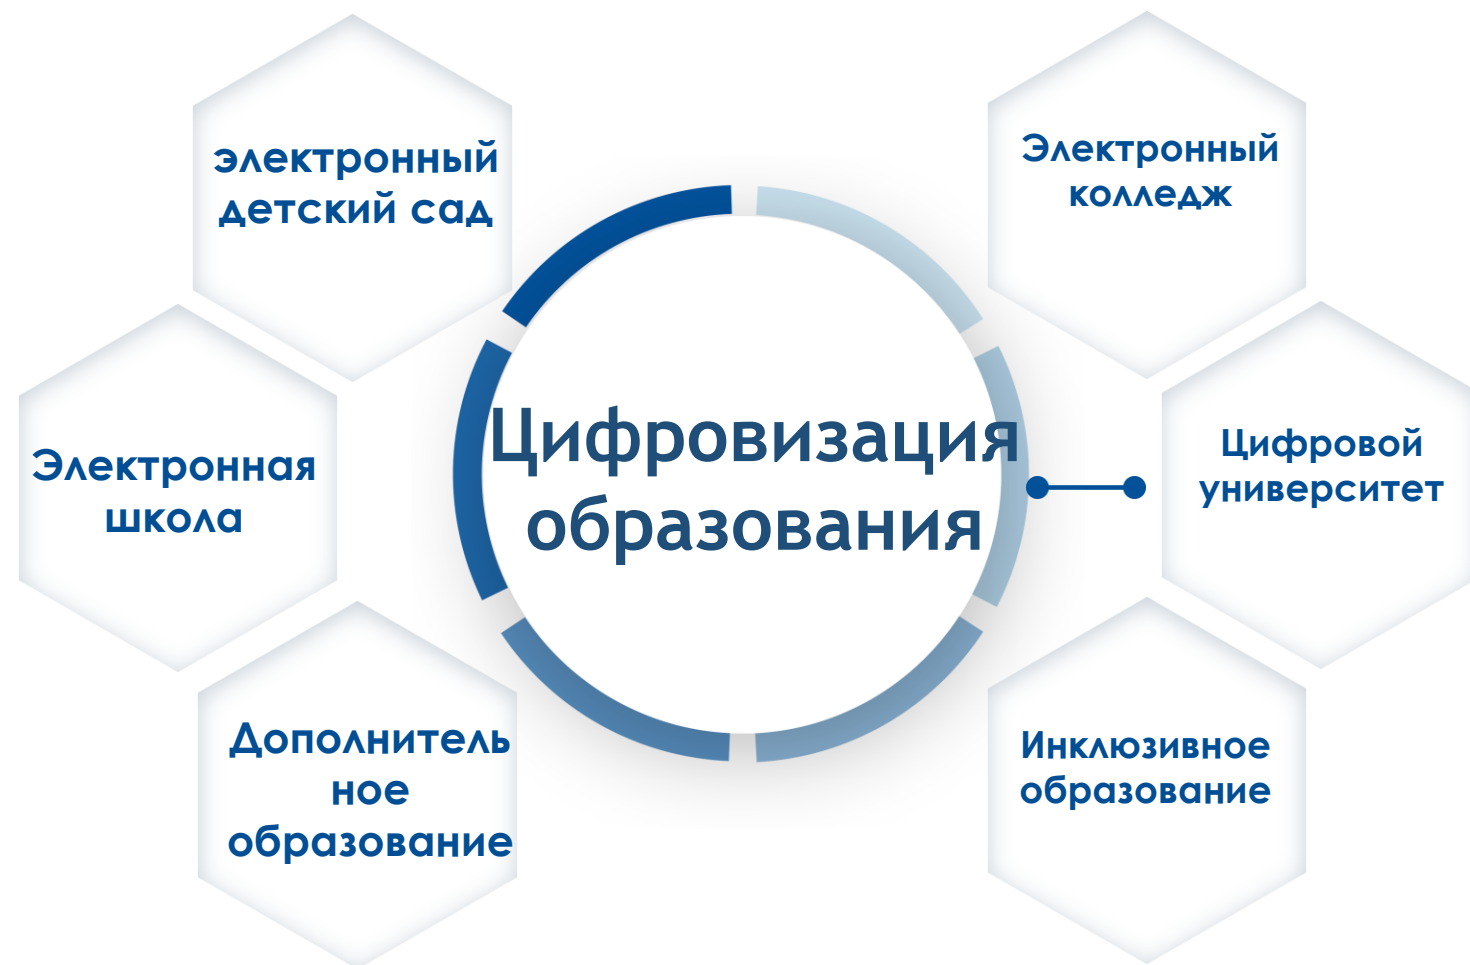 электронный
детский сад
Электронный
колледж
Цифровизация
образования
Электронная
школа
Цифровой
университет
Дополнитель
ное
образование
Инклюзивное
образование